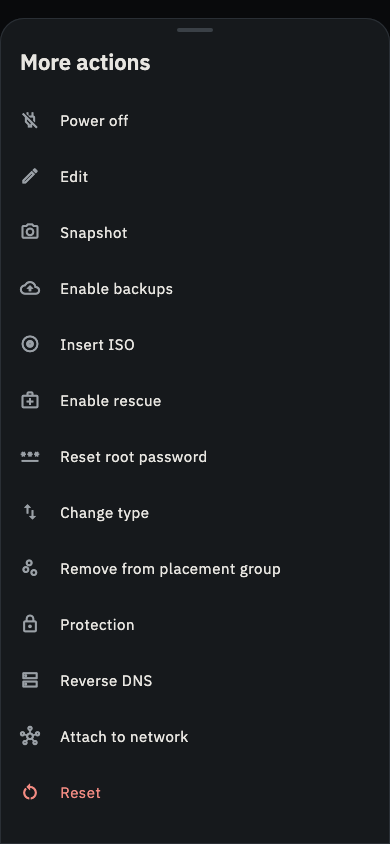 More actions
Power off
Edit
Snapshot
Enable backups
Insert ISO
Enable rescue
Reset root password
Change type
Remove from placement group
Protection
Reverse DNS
Attach to network
Reset